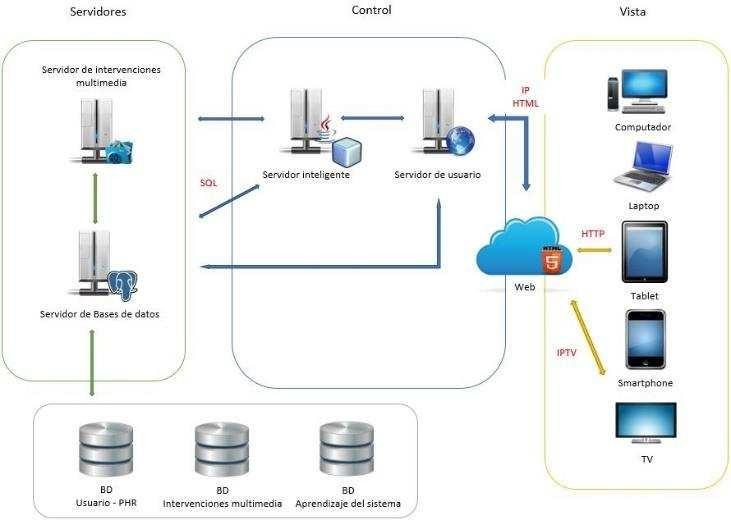 Servidores
Control
Vista
Servidor de intervenciones
multimedia
Servidor inteligente
Servidor de usuario
IP
HTML
Computador
Laptop
SQL
HTTP
HTML
5
Web
Tablet
Servidor de Bases de datos
IPTV
Smartphone
TV
BD
Usuario - PHR
BD
Intervenciones multimedia
BD
Aprendizaje del sistema